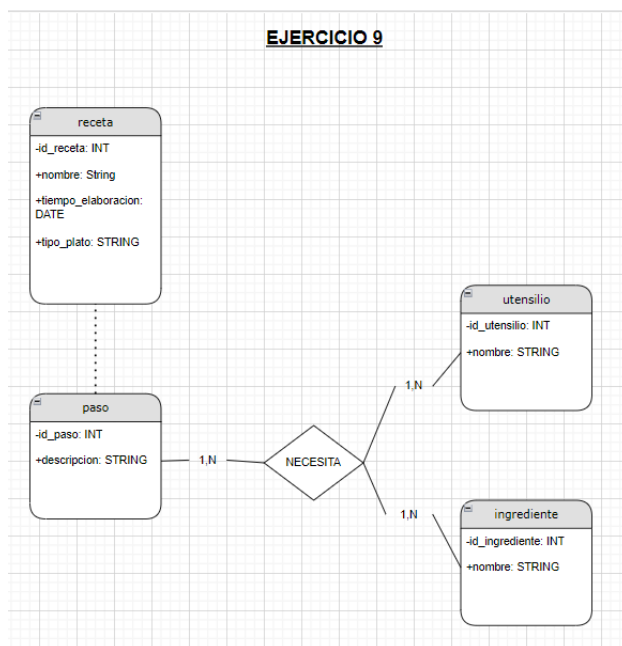 EJERCICIO 9
receta
-id_receta: INT
+nombre: String
+tiempo_elaboracion:
DATE
+tipo_plato: STRING
utensilio
-id_utensilio: INT
+nombre: STRING
1,N
paso
-id_paso: INT
+descripcion: STRING
1,N
NECESITA
1,N
ingrediente
-id_ingrediente: INT
+nombre: STRING